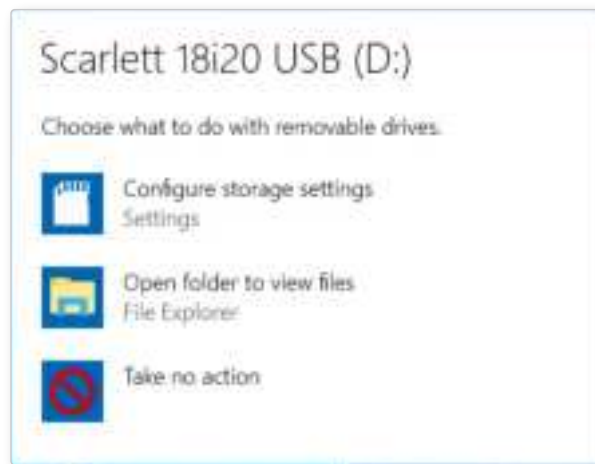 Scarlett 18i20 USB (D:)
Choose what to do with removable drives.
Configure storage settings
Settings
Open folder to view files
File Explorer
Take no action